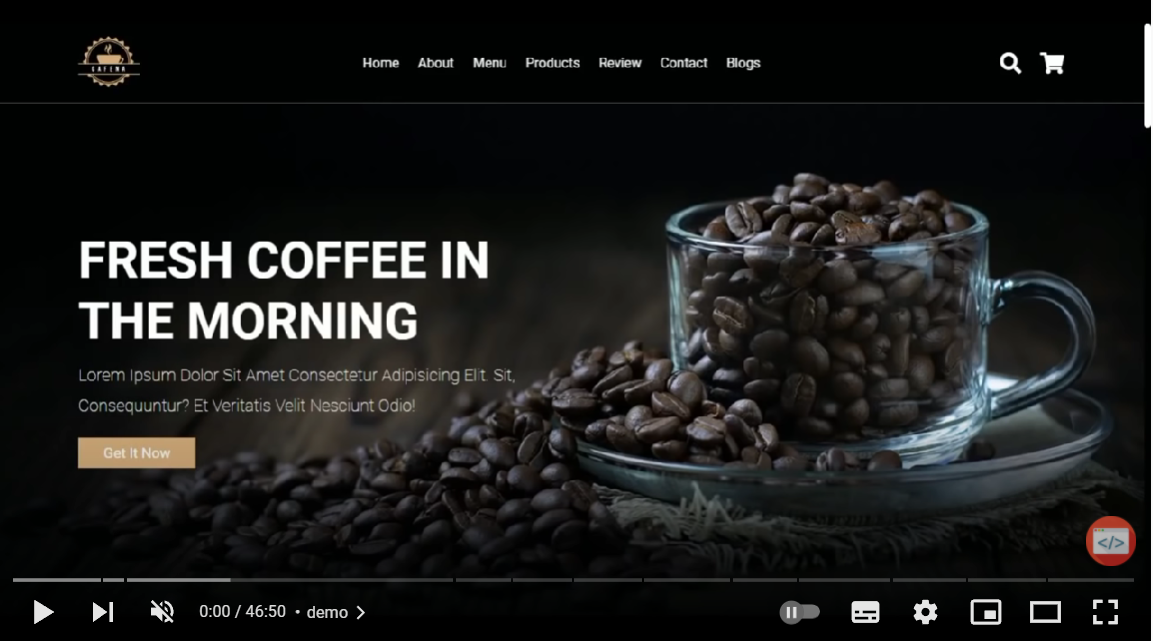 Home About Menu Products Review Contact Blogs
FRESH COFFEE IN
THE MORNING
Lorem Ipsum Dolor Sit Amet Consectetur Adipisicing Elit. Sit,
Consequuntur? Et Veritatis Velit Nesciunt Odio!
Get It Now
</>
0:00 / 46:50 • demo >